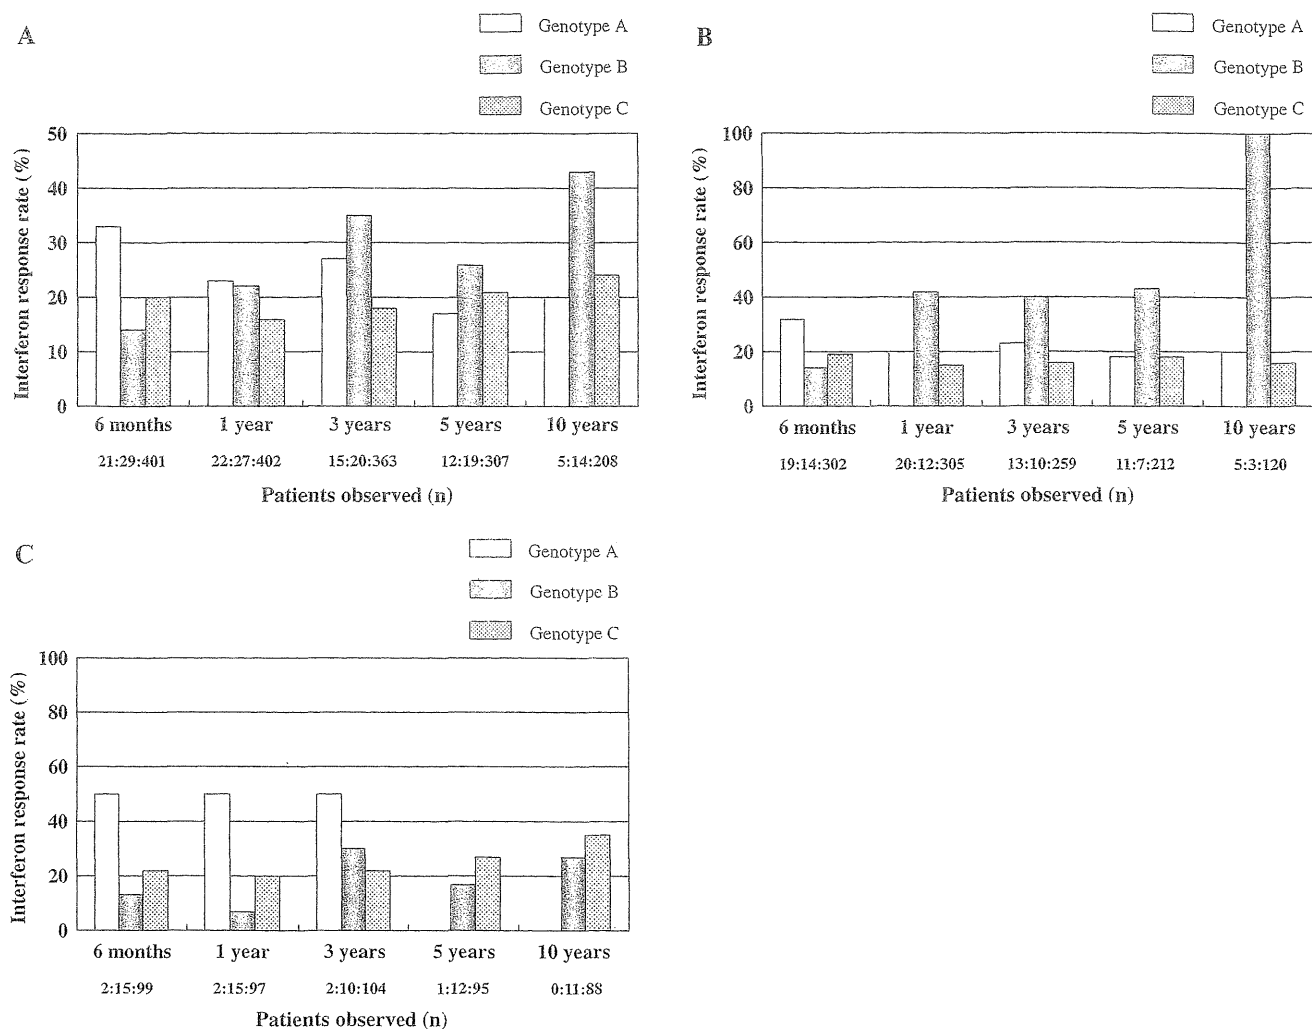 A
Genotype A
Genotype B
Genotype C
Interferon response rate (%)
50
40
30
20
10
0
6 months 1 year 3 years 5 years 10 years
21:29:401 22:27:402 15:20:363 12:19:307 5:14:208
Patients observed (n)
B
Genotype A
Genotype B
Genotype C
Interferon response rate (%)
100
80
60
40
20
0
6 months 1 year 3 years 5 years 10 years
19:14:302 20:12:305 13:10:259 11:7:212 5:3:120
Patients observed (n)
C
Genotype A
Genotype B
Genotype C
Interferon response rate (%)
100
80
60
40
20
0
6 months 1 year 3 years 5 years 10 years
2:15:99 2:15:97 2:10:104 1:12:95 0:11:88
Patients observed (n)